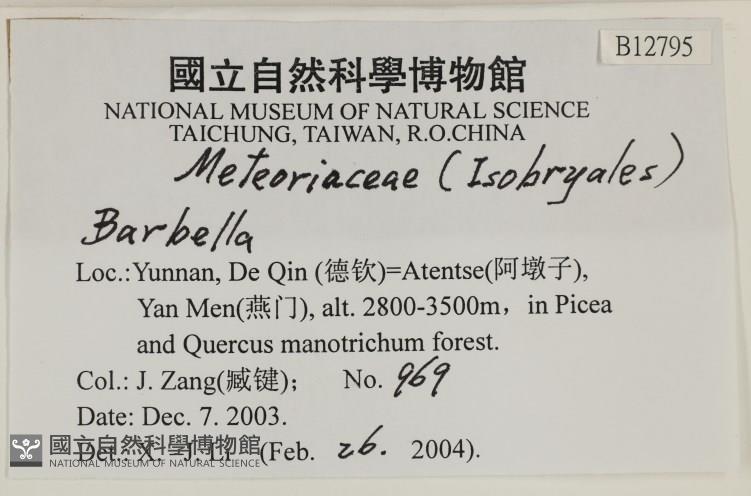 B12795
國立自然科學博物館
NATIONAL MUSEUM OF NATURAL SCIENCE
TAICHUNG, TAIWAN, R.O.CHINA
Meteoriaceae (Isobryales)
Barbella
Loc.:Yunnan, De Qin (德钦)=Atentse(阿墩子),
Yan Men(燕门), alt. 2800-3500m，in Picea
and Quercus manotrichum forest.
Col.: J. Zang(臧键); No. 969
Date: Dec. 7. 2003.
Det.: X. J. Li (Feb. 26. 2004).
國立自然科學博物館
NATIONAL MUSEUM OF NATURAL SCIENCE